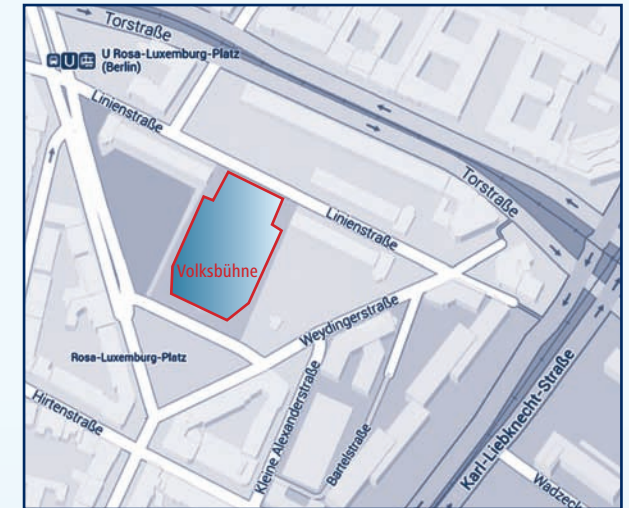 Torstraße
U
U Rosa-Luxemburg-Platz
(Berlin)
Linienstraße
Torstraße
Linienstraße
Volksbühne
Weydingerstraße
Rosa-Luxemburg-Platz
Hirtenstraße
Kleine Alexanderstraße
Bartelstraße
Karl-Liebknecht-Straße
Wadzeck